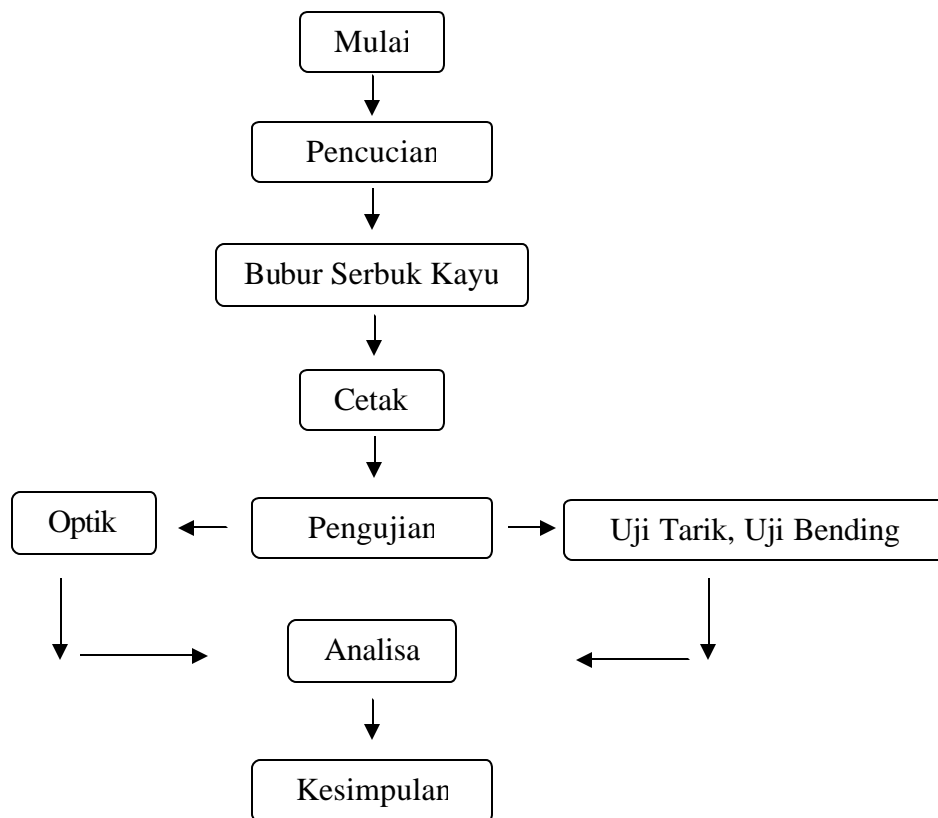 Mulai
Pencucian
Bubur Serbuk Kayu
Cetak
Optik
Pengujian
Uji Tarik, Uji Bending
Analisa
Kesimpulan